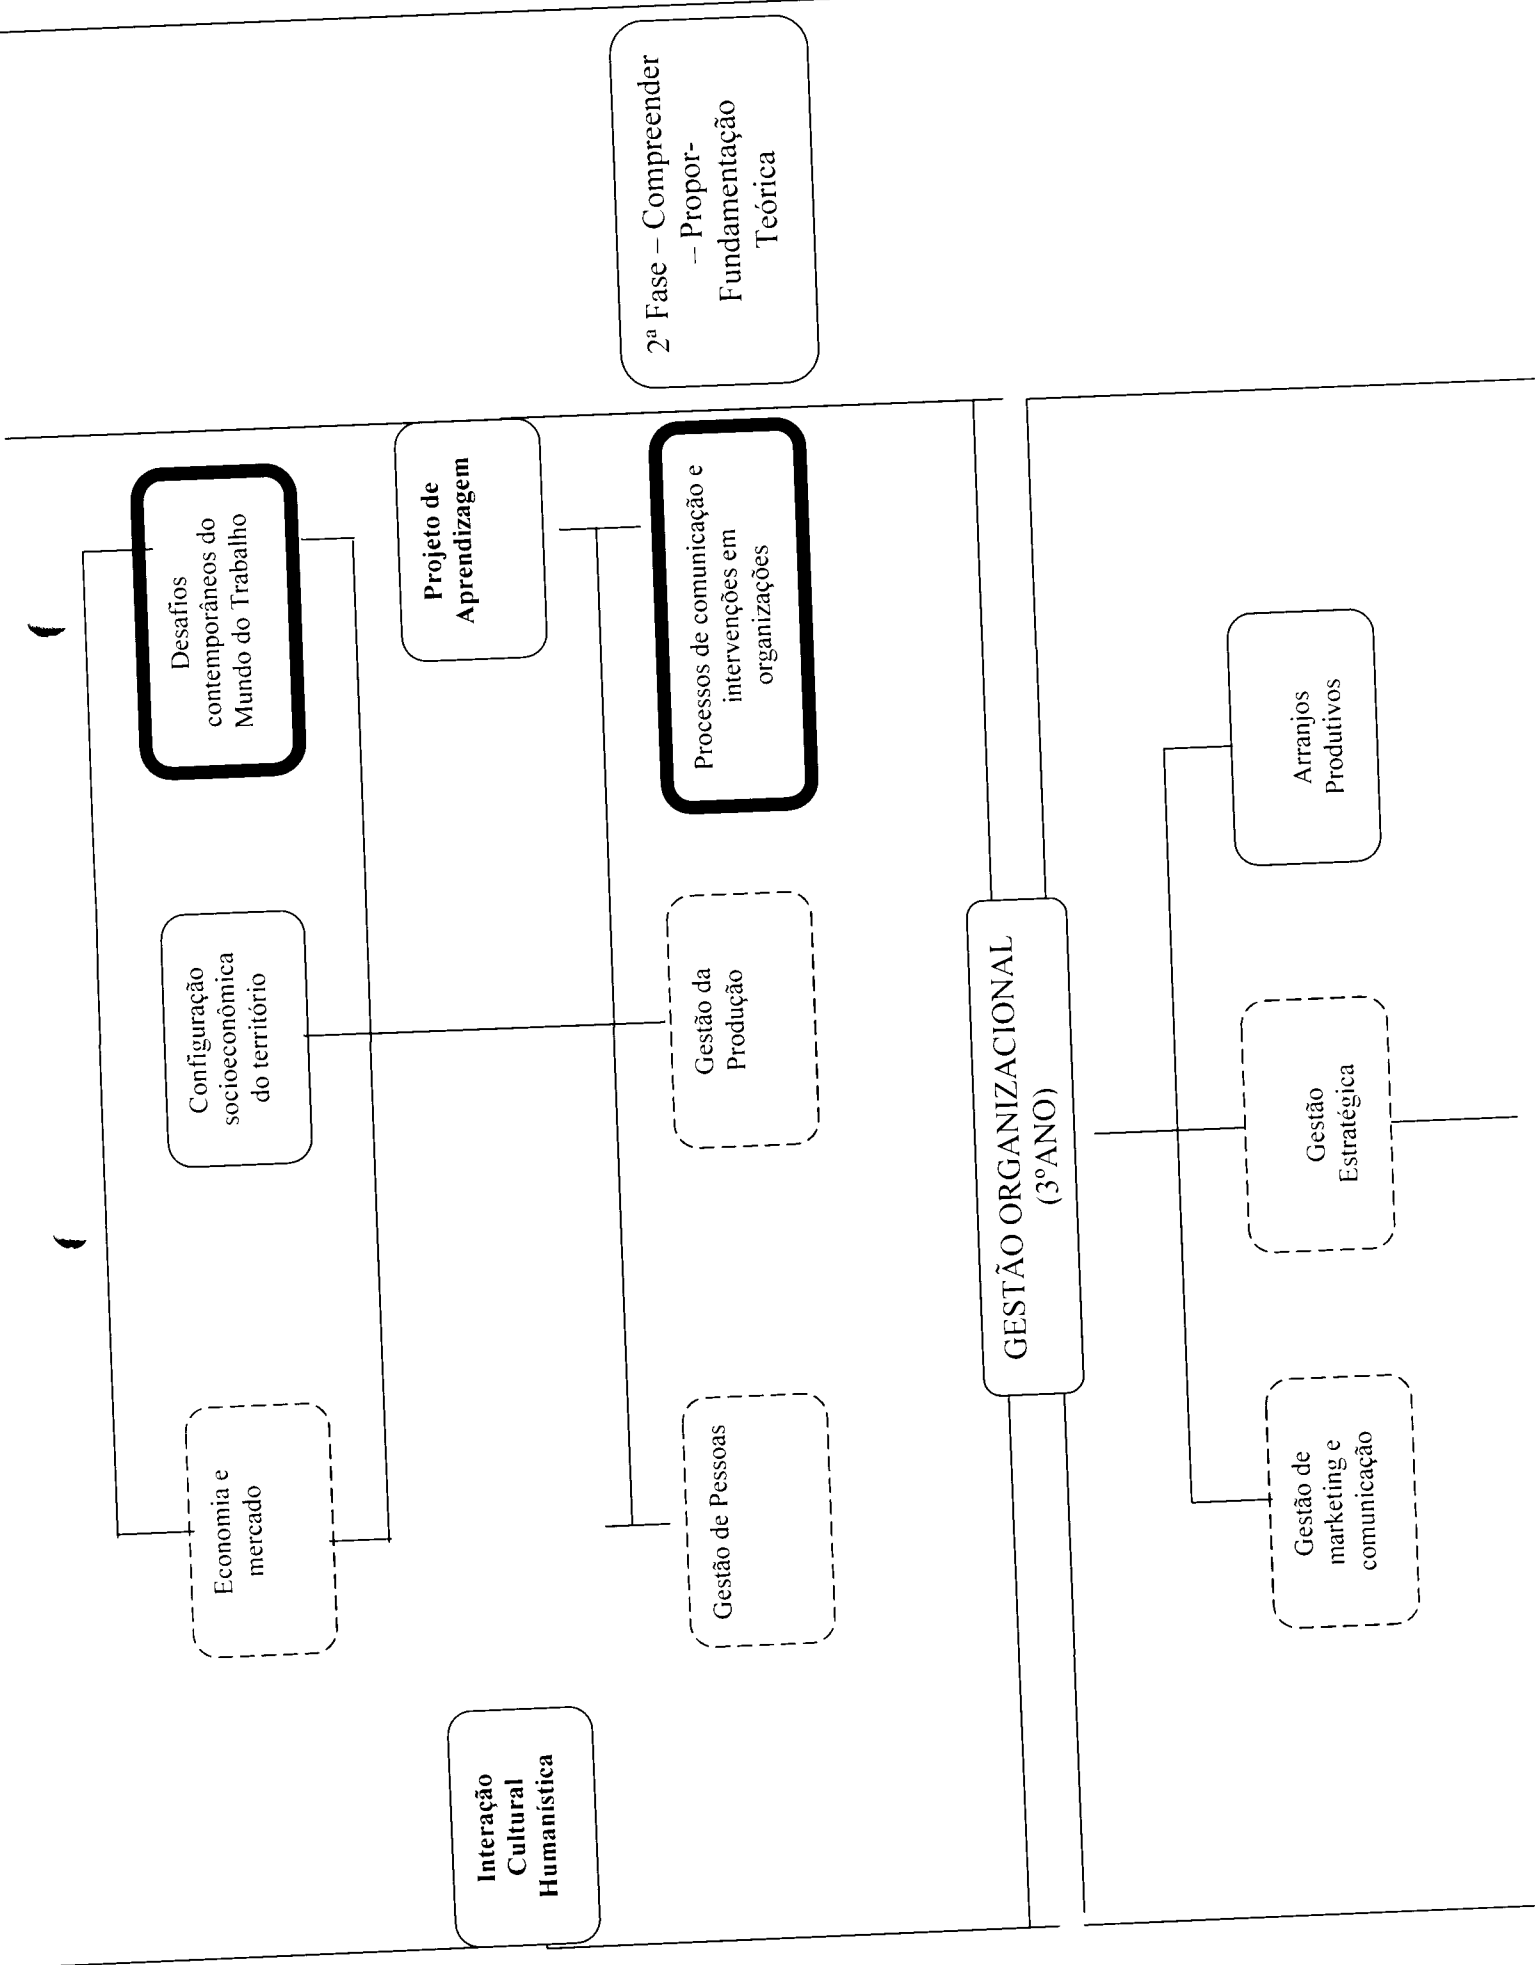 Economia e
mercado
Configuração
socioeconômica
do território
Desafios
contemporâneos do
Mundo do Trabalho
Interação
Cultural
Humanística
Projeto de
Aprendizagem
Gestão de Pessoas
Gestão da
Produção
Processos de comunicação e
intervenções em
organizações
2ª Fase – Compreender
– Propor-
Fundamentação
Teórica
GESTÃO ORGANIZACIONAL
(3ºANO)
Gestão de
marketing e
comunicação
Gestão
Estratégica
Arranjos
Produtivos